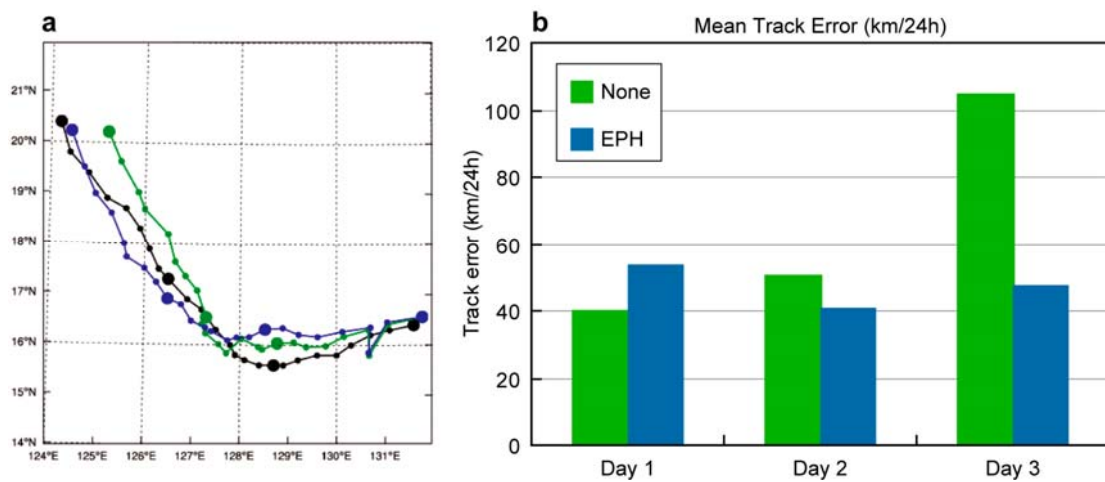 a
21°N
20°N
19°N
18°N
17°N
16°N
15°N
14°N
124°E 125°E 126°E 127°E 128°E 129°E 130°E 131°E
b
Mean Track Error (km/24h)
Track error (km/24h)
120
100
80
60
40
20
0
None
EPH
Day 1 Day 2 Day 3